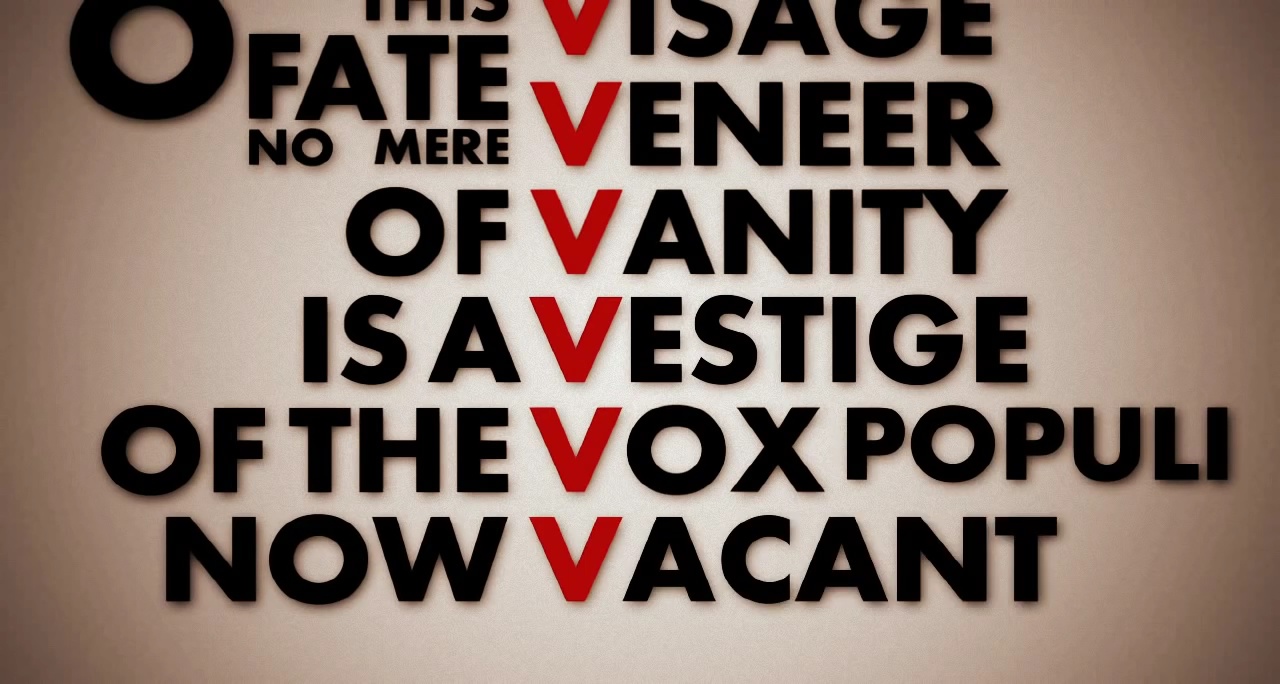 THIS VISAGE
O FATE
NO MERE VENEER
OF VANITY
IS A VESTIGE
OF THE VOX POPULI
NOW VACANT